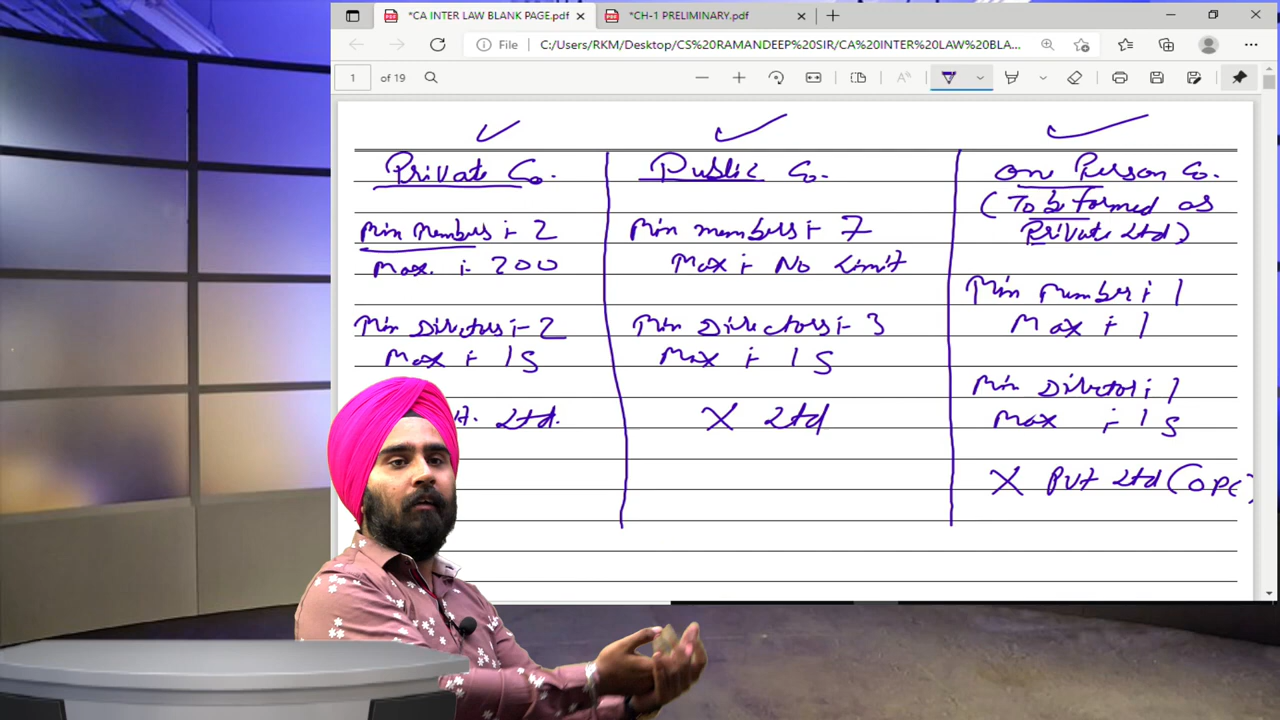 *CA INTER LAW BLANK PAGE.pdf
*CH-1 PRELIMINARY.pdf
File
C:/Users/RKM/Desktop/CS%20RAMANDEEP%20SIR/CA%20INTER%20LAW%20BLA...
1 of 19
Private Co.
Min Members :- 2
Max. :- 200
Min Directors :- 2
Max :- 15
Ltd.
Public Co.
Min members :- 7
Max :- No Limit
Min Directors :- 3
Max :- 15
X Ltd
One Person Co.
(To be formed as
Private Ltd)
Min Member :- 1
Max :- 1
Min Director :- 1
Max :- 15
X Pvt Ltd (OPC)